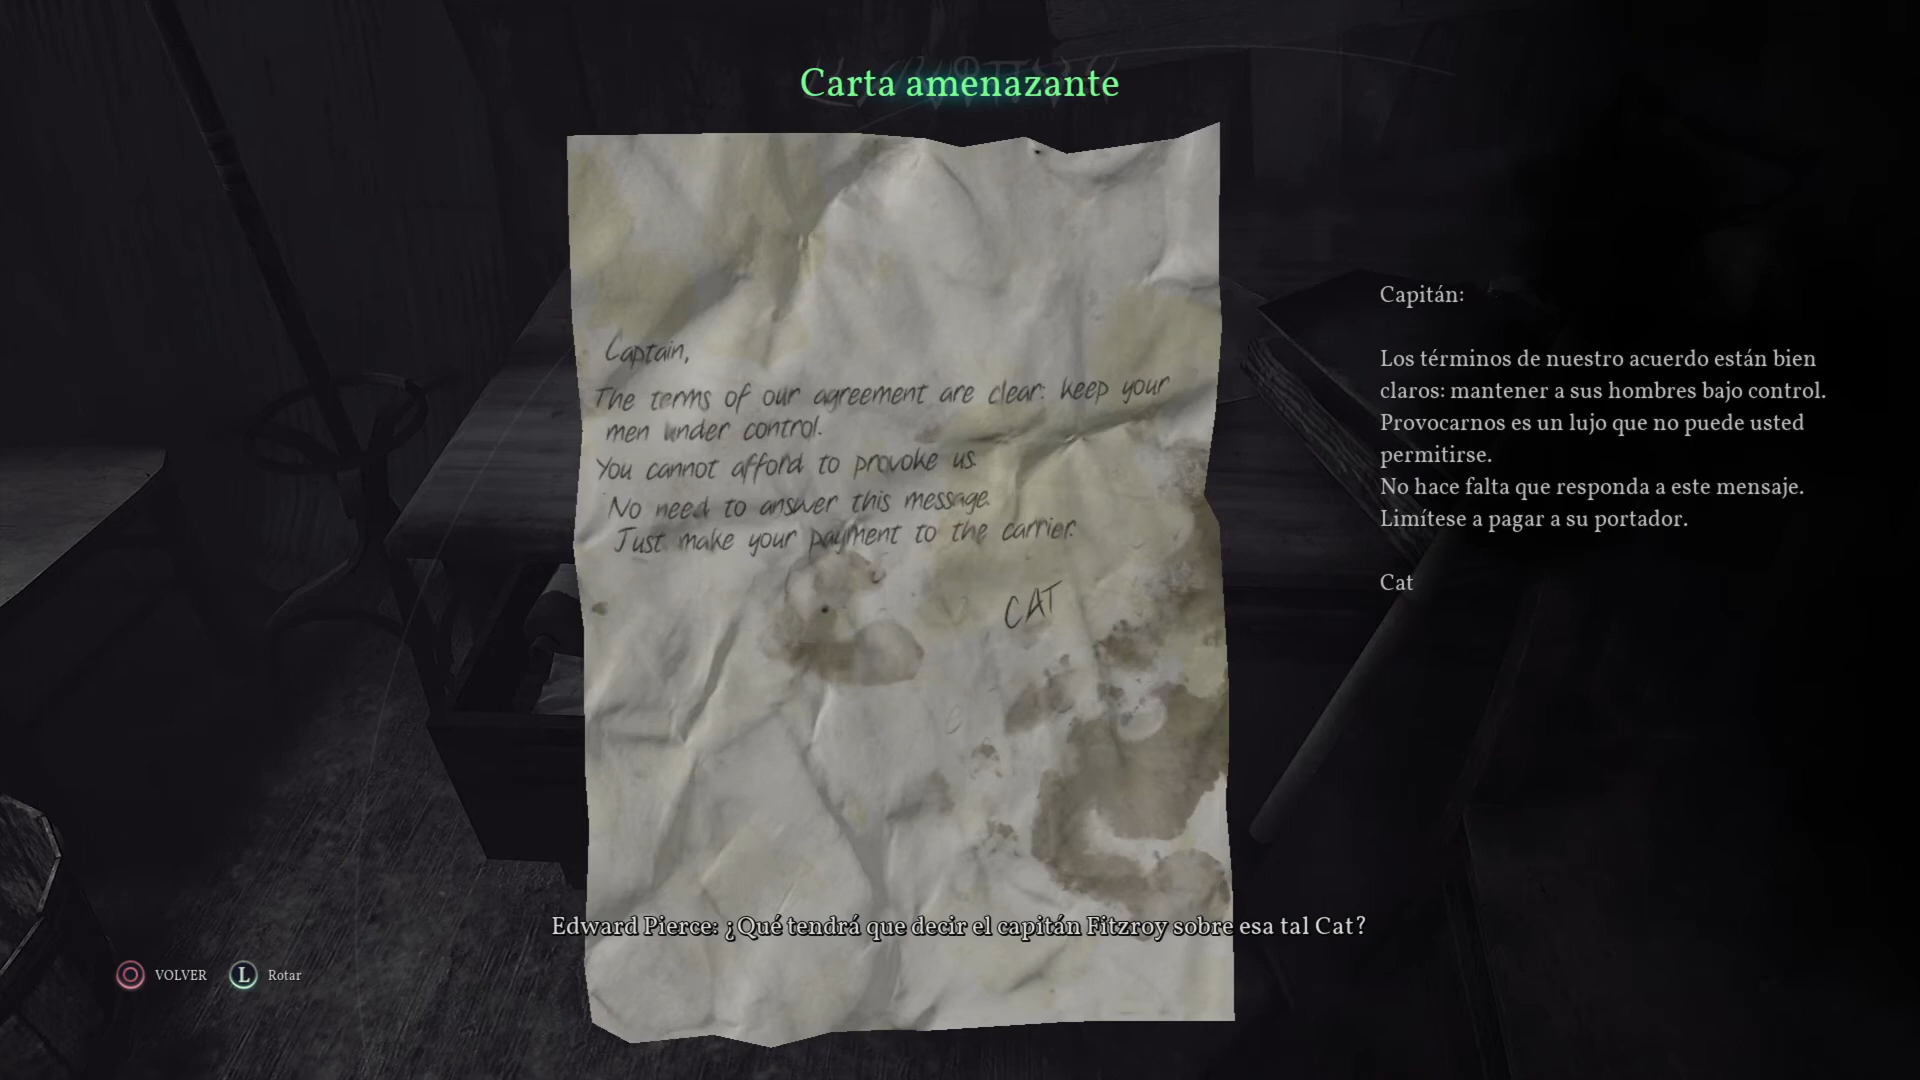 Carta amenazante
Captain,
The terms of our agreement are clear: keep your
men under control.
You cannot afford to provoke us.
No need to answer this message.
Just make your payment to the carrier.
CAT
Capitán:
Los términos de nuestro acuerdo están bien
claros: mantener a sus hombres bajo control.
Provocarnos es un lujo que no puede usted
permitirse.
No hace falta que responda a este mensaje.
Limítese a pagar a su portador.
Cat
Edward Pierce: ¿Qué tendrá que decir el capitán Fitzroy sobre esa tal Cat?
VOLVER L Rotar